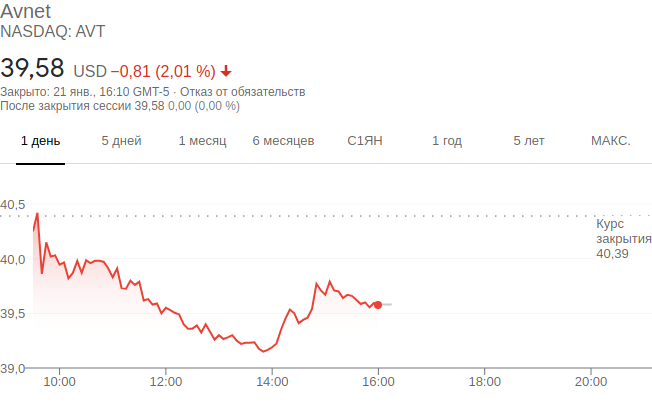 Avnet
NASDAQ: AVT
39,58 USD −0,81 (2,01 %)
Закрыто: 21 янв., 16:10 GMT-5 · Отказ от обязательств
После закрытия сессии 39,58 0,00 (0,00 %)
1 день 5 дней 1 месяц 6 месяцев С1ЯН 1 год 5 лет МАКС.
40,5
Курс
закрытия
40,39
40,0
39,5
39,0
10:00 12:00 14:00 16:00 18:00 20:00